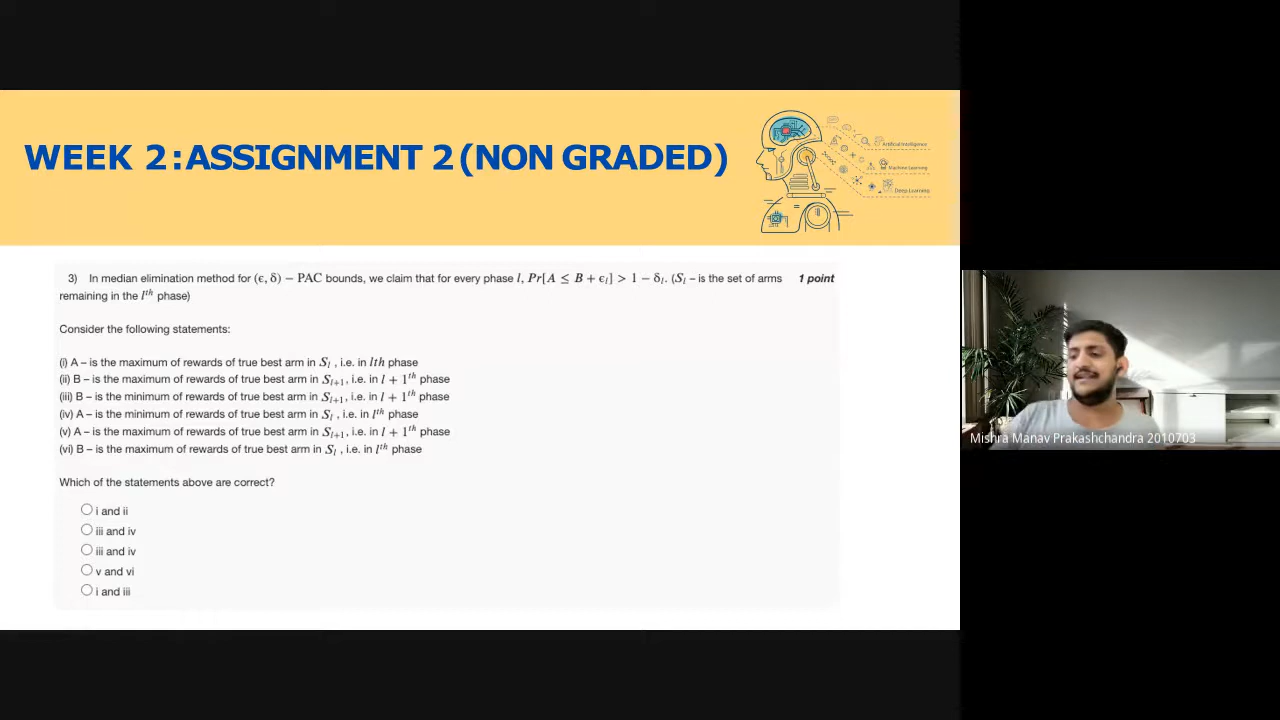 WEEK 2:ASSIGNMENT 2(NON GRADED)
Artificial Intelligence
Machine Learning
Deep Learning
3) In median elimination method for (ϵ, δ) − PAC bounds, we claim that for every phase l, Pr[A ≤ B + ϵₗ] > 1 − δₗ. (Sₗ – is the set of arms 1 point
remaining in the lᵗʰ phase)
Consider the following statements:
(i) A – is the maximum of rewards of true best arm in Sₗ , i.e. in lth phase
(ii) B – is the maximum of rewards of true best arm in Sₗ₊₁, i.e. in l + 1ᵗʰ phase
(iii) B – is the minimum of rewards of true best arm in Sₗ₊₁, i.e. in l + 1ᵗʰ phase
(iv) A – is the minimum of rewards of true best arm in Sₗ , i.e. in lᵗʰ phase
(v) A – is the maximum of rewards of true best arm in Sₗ₊₁, i.e. in l + 1ᵗʰ phase
(vi) B – is the maximum of rewards of true best arm in Sₗ , i.e. in lᵗʰ phase
Which of the statements above are correct?
i and ii
iii and iv
iii and iv
v and vi
i and iii
Mishra Manav Prakashchandra 2010703